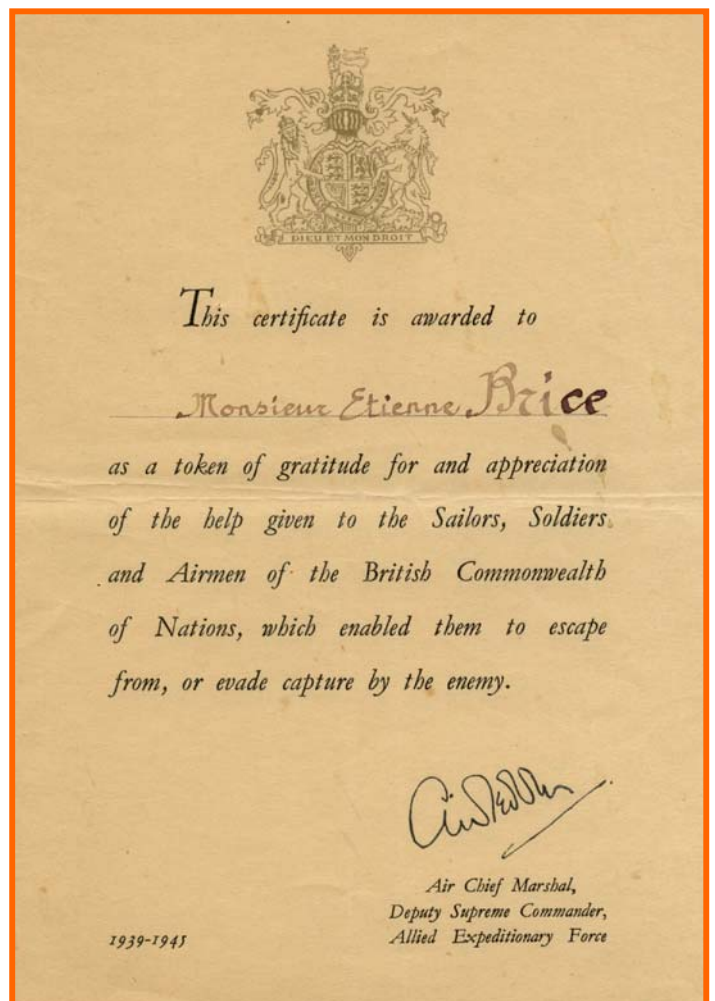 DIEU ET MON DROIT
This certificate is awarded to
Monsieur Etienne Brice
as a token of gratitude for and appreciation
of the help given to the Sailors, Soldiers
and Airmen of the British Commonwealth
of Nations, which enabled them to escape
from, or evade capture by the enemy.
Air Chief Marshal,
Deputy Supreme Commander,
1939-1945
Allied Expeditionary Force